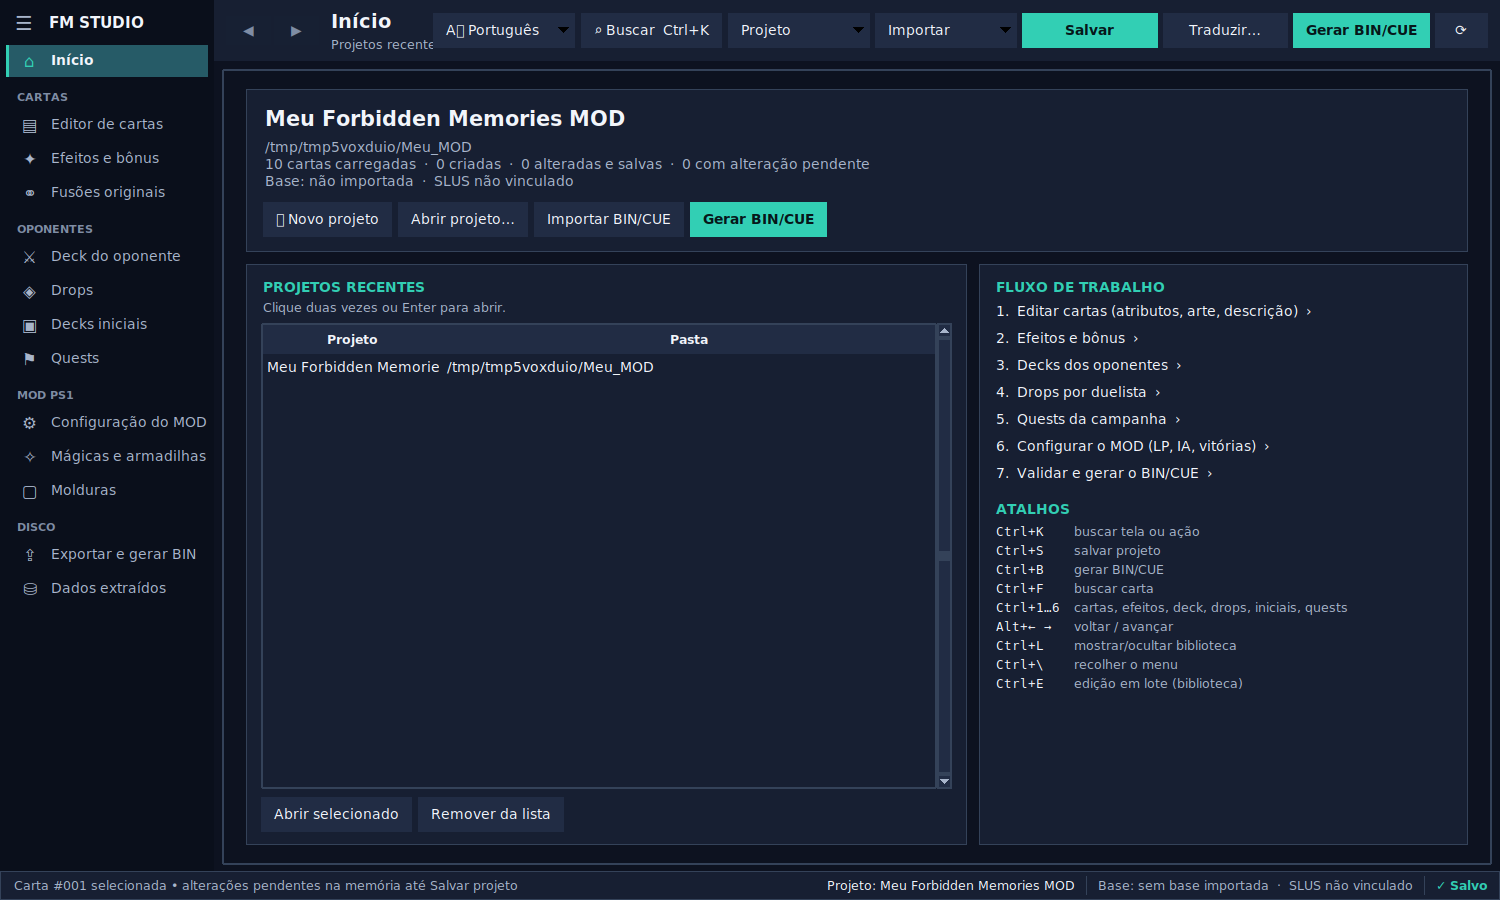 ☰ FM STUDIO
⌂ Início
CARTAS
Editor de cartas
Efeitos e bônus
Fusões originais
OPONENTES
Deck do oponente
Drops
Decks iniciais
Quests
MOD PS1
Configuração do MOD
Mágicas e armadilhas
Molduras
DISCO
Exportar e gerar BIN
Dados extraídos
◀ ▶ Início
Projetos recente
A Português
Buscar Ctrl+K
Projeto
Importar
Salvar
Traduzir...
Gerar BIN/CUE
⟳
Meu Forbidden Memories MOD
/tmp/tmp5voxduio/Meu_MOD
10 cartas carregadas · 0 criadas · 0 alteradas e salvas · 0 com alteração pendente
Base: não importada · SLUS não vinculado
Novo projeto
Abrir projeto...
Importar BIN/CUE
Gerar BIN/CUE
PROJETOS RECENTES
Clique duas vezes ou Enter para abrir.
Projeto Pasta
Meu Forbidden Memorie /tmp/tmp5voxduio/Meu_MOD
Abrir selecionado
Remover da lista
FLUXO DE TRABALHO
1. Editar cartas (atributos, arte, descrição) ›
2. Efeitos e bônus ›
3. Decks dos oponentes ›
4. Drops por duelista ›
5. Quests da campanha ›
6. Configurar o MOD (LP, IA, vitórias) ›
7. Validar e gerar o BIN/CUE ›
ATALHOS
Ctrl+K buscar tela ou ação
Ctrl+S salvar projeto
Ctrl+B gerar BIN/CUE
Ctrl+F buscar carta
Ctrl+1…6 cartas, efeitos, deck, drops, iniciais, quests
Alt+← → voltar / avançar
Ctrl+L mostrar/ocultar biblioteca
Ctrl+\ recolher o menu
Ctrl+E edição em lote (biblioteca)
Carta #001 selecionada • alterações pendentes na memória até Salvar projeto
Projeto: Meu Forbidden Memories MOD
Base: sem base importada · SLUS não vinculado
✓ Salvo